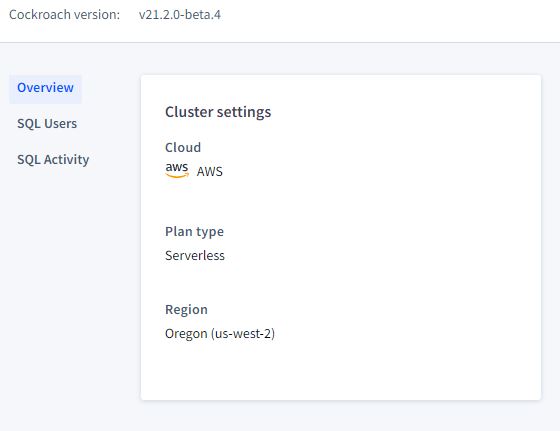 Cockroach version: v21.2.0-beta.4
Overview
SQL Users
SQL Activity
Cluster settings
Cloud
aws AWS
Plan type
Serverless
Region
Oregon (us-west-2)